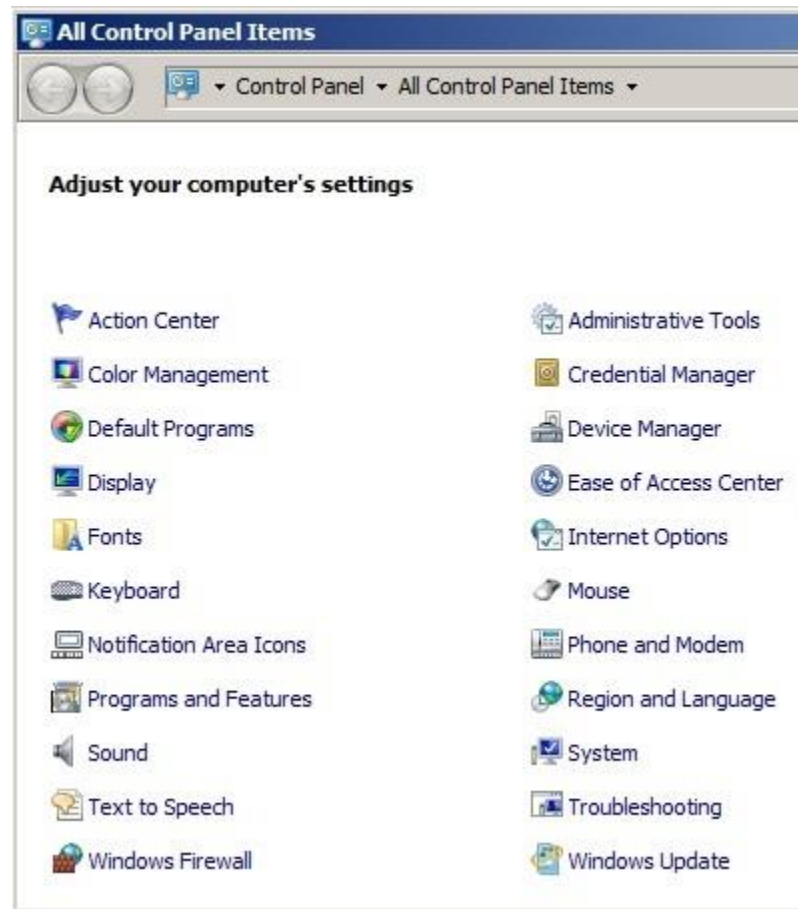 All Control Panel Items
Control Panel All Control Panel Items
Adjust your computer's settings
Action Center Administrative Tools
Color Management Credential Manager
Default Programs Device Manager
Display Ease of Access Center
Fonts Internet Options
Keyboard Mouse
Notification Area Icons Phone and Modem
Programs and Features Region and Language
Sound System
Text to Speech Troubleshooting
Windows Firewall Windows Update